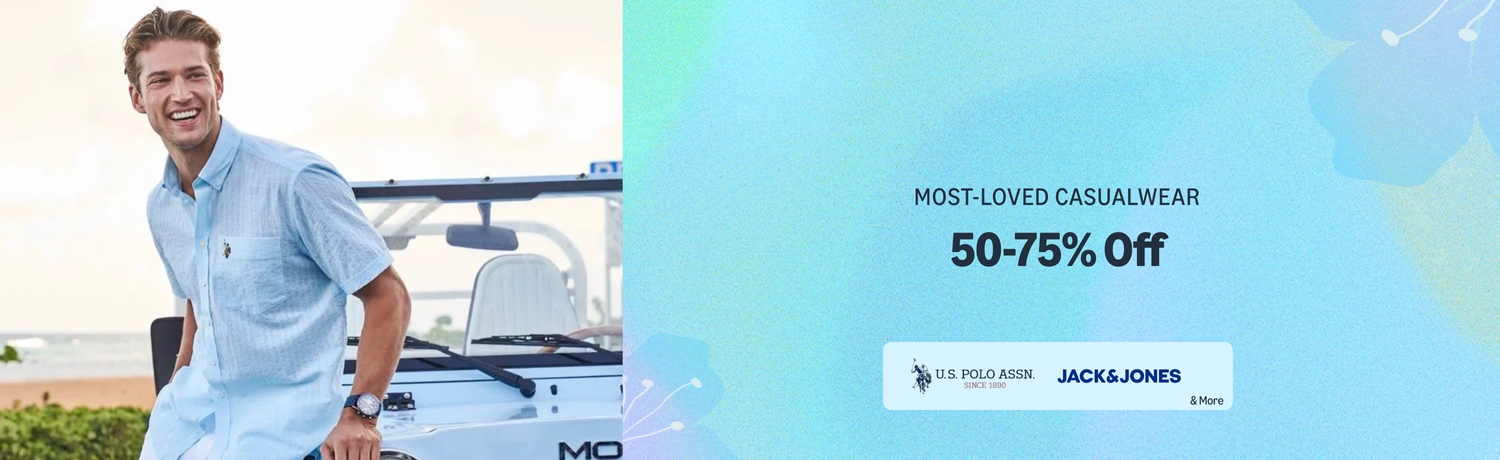 MOST-LOVED CASUALWEAR
50-75% Off
U.S. POLO ASSN.
SINCE 1890
JACK&JONES
& More
MO